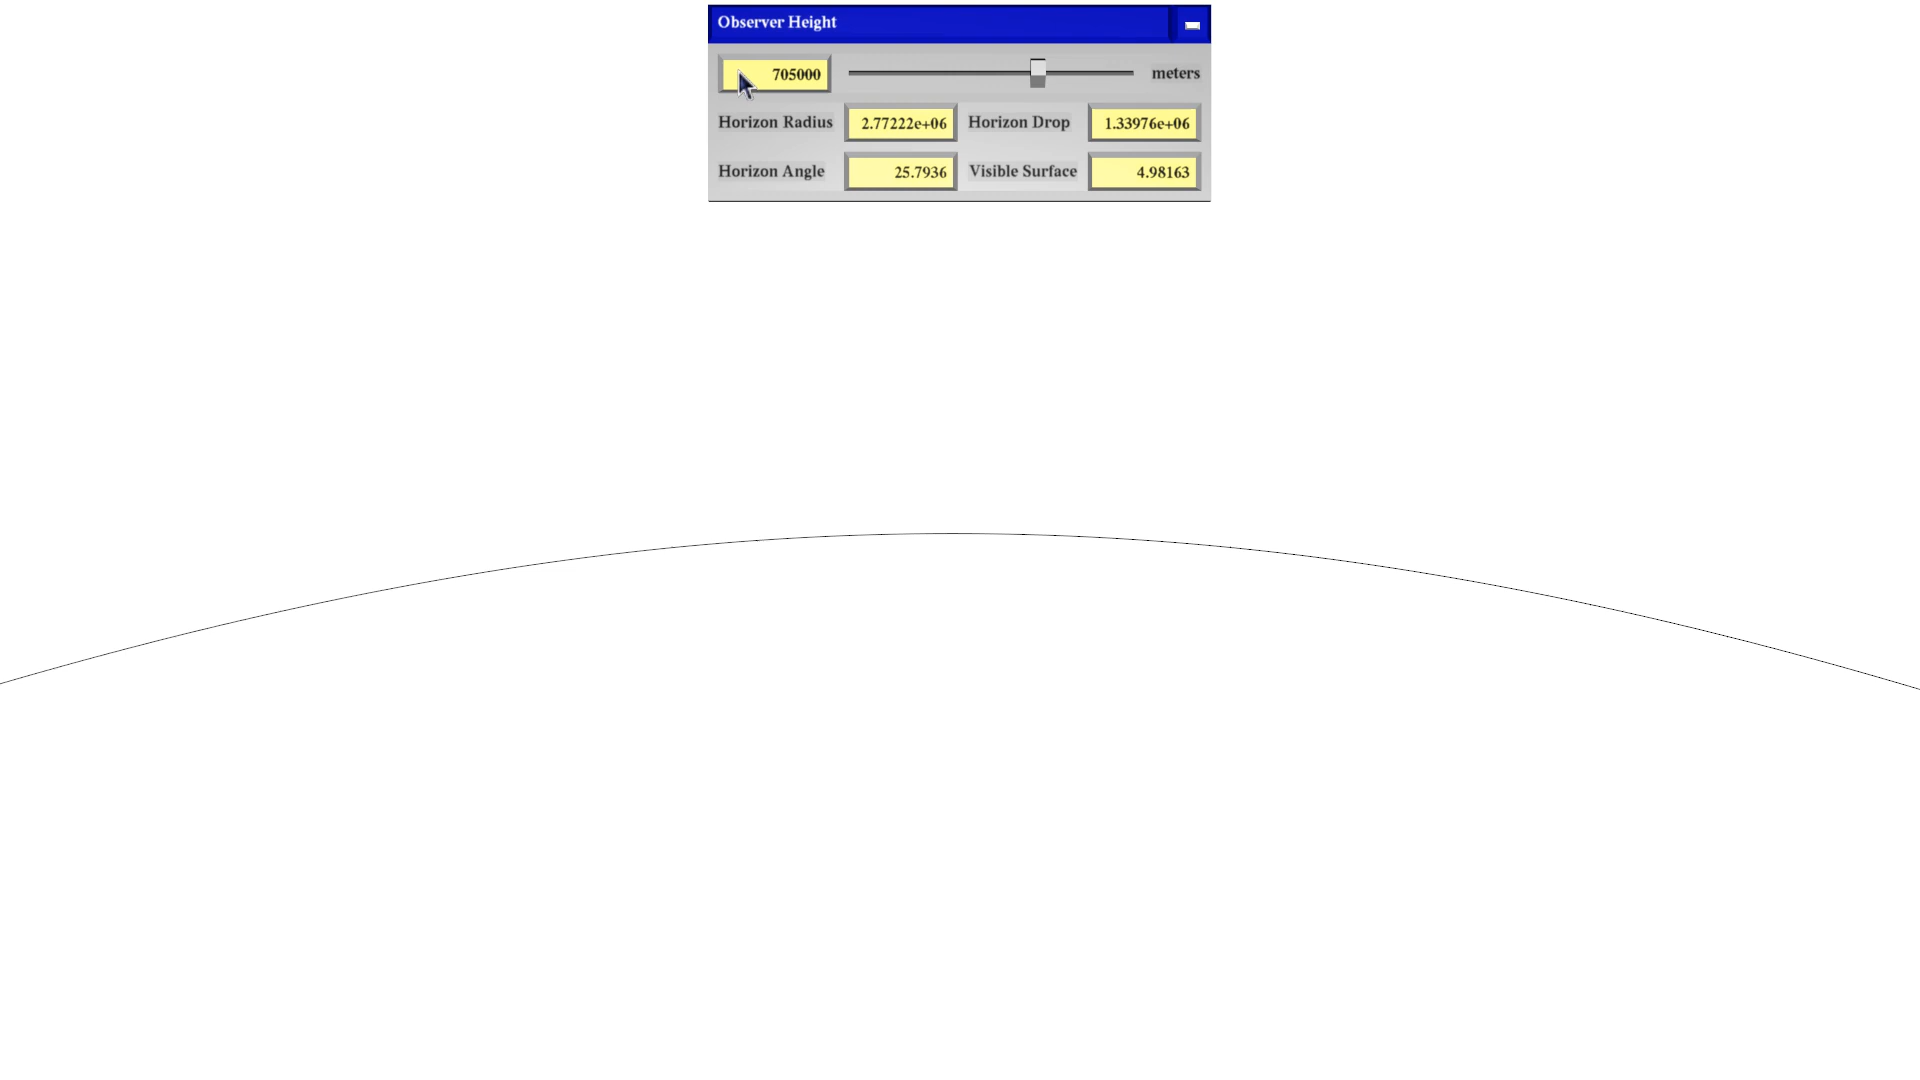 Observer Height
705000 meters
Horizon Radius 2.77222e+06 Horizon Drop 1.33976e+06
Horizon Angle 25.7936 Visible Surface 4.98163